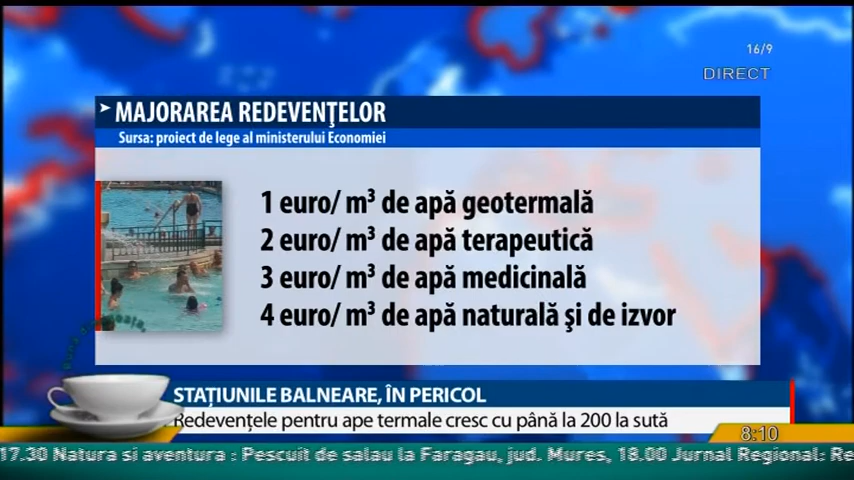 16/9
DIRECT
MAJORAREA REDEVENŢELOR
Sursa: proiect de lege al ministerului Economiei
1 euro/ m³ de apă geotermală
2 euro/ m³ de apă terapeutică
3 euro/ m³ de apă medicinală
4 euro/ m³ de apă naturală şi de izvor
STAȚIUNILE BALNEARE, ÎN PERICOL
Redevențele pentru ape termale cresc cu până la 200 la sută
8:10
17.30 Natura si aventura : Pescuit de salau la Faragau, jud. Mures, 18.00 Jurnal Regional: Re